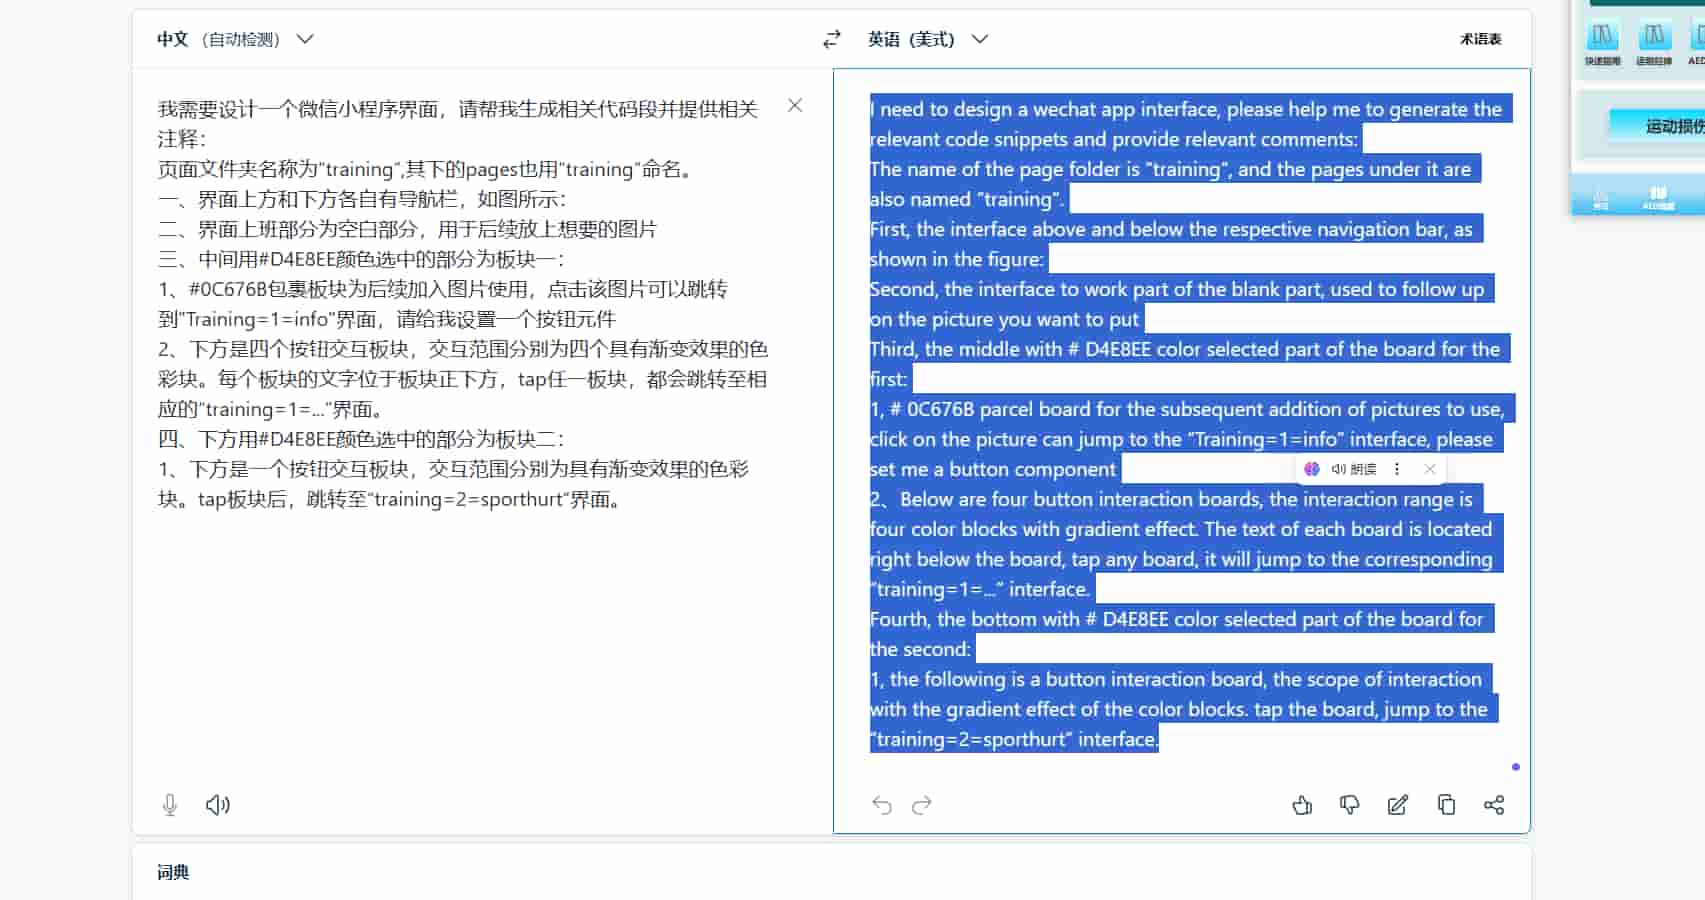 中文 (自动检测)
英语 (美式)
术语表
我需要设计一个微信小程序界面，请帮我生成相关代码段并提供相关
注释：
页面文件夹名称为“training”,其下的pages也用“training”命名。
一、界面上方和下方各自有导航栏，如图所示：
二、界面上班部分为空白部分，用于后续放上想要的图片
三、中间用#D4E8EE颜色选中的部分为板块一：
1、#0C676B包裹板块为后续加入图片使用，点击该图片可以跳转
到"Training=1=info"界面，请给我设置一个按钮元件
2、下方是四个按钮交互板块，交互范围分别为四个具有渐变效果的色
彩块。每个板块的文字位于板块正下方，tap任一板块，都会跳转至相
应的“training=1=...”界面。
四、下方用#D4E8EE颜色选中的部分为板块二：
1、下方是一个按钮交互板块，交互范围分别为具有渐变效果的色彩
块。tap板块后，跳转至“training=2=sporthurt“界面。
I need to design a wechat app interface, please help me to generate the
relevant code snippets and provide relevant comments:
The name of the page folder is “training”, and the pages under it are
also named “training”.
First, the interface above and below the respective navigation bar, as
shown in the figure:
Second, the interface to work part of the blank part, used to follow up
on the picture you want to put
Third, the middle with # D4E8EE color selected part of the board for the
first:
1, # 0C676B parcel board for the subsequent addition of pictures to use,
click on the picture can jump to the “Training=1=info” interface, please
set me a button component
朗读
2、Below are four button interaction boards, the interaction range is
four color blocks with gradient effect. The text of each board is located
right below the board, tap any board, it will jump to the corresponding
“training=1=...” interface.
Fourth, the bottom with # D4E8EE color selected part of the board for
the second:
1, the following is a button interaction board, the scope of interaction
with the gradient effect of the color blocks. tap the board, jump to the
“training=2=sporthurt” interface.
词典
AED
运动损伤